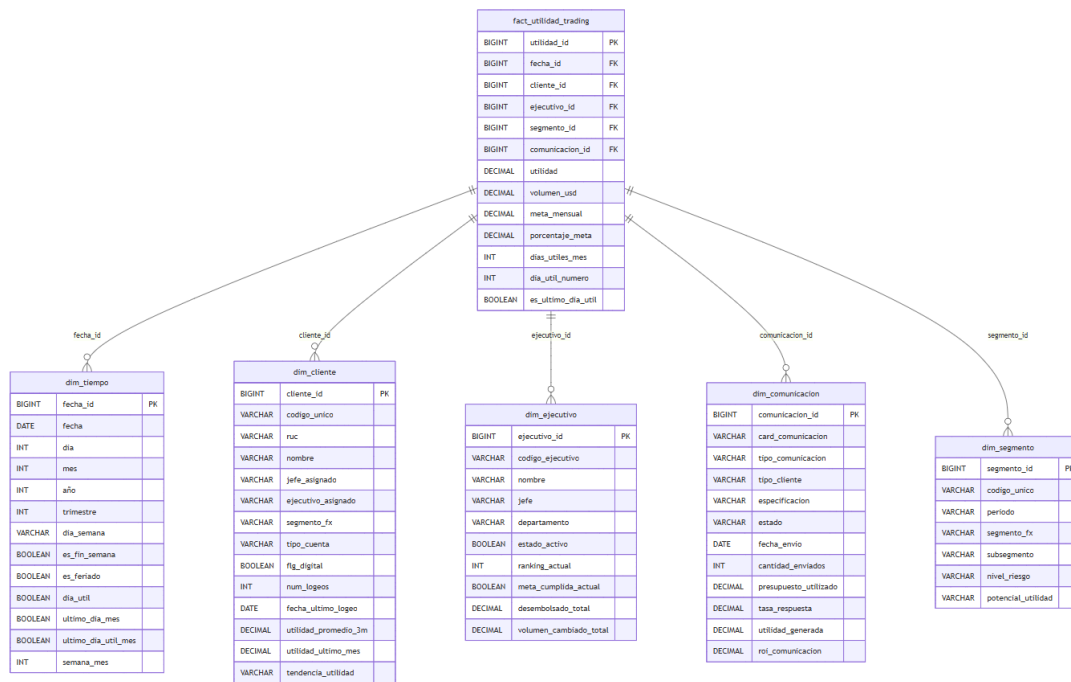 fact_utilidad_trading
BIGINT utilidad_id PK
BIGINT fecha_id FK
BIGINT cliente_id FK
BIGINT ejecutivo_id FK
BIGINT segmento_id FK
BIGINT comunicacion_id FK
DECIMAL utilidad
DECIMAL volumen_usd
DECIMAL meta_mensual
DECIMAL porcentaje_meta
INT dias_utiles_mes
INT dia_util_numero
BOOLEAN es_ultimo_dia_util
fecha_id
cliente_id
ejecutivo_id
comunicacion_id
segmento_id
dim_tiempo
BIGINT fecha_id PK
DATE fecha
INT dia
INT mes
INT año
INT trimestre
VARCHAR dia_semana
BOOLEAN es_fin_semana
BOOLEAN es_feriado
BOOLEAN dia_util
BOOLEAN ultimo_dia_mes
BOOLEAN ultimo_dia_util_mes
INT semana_mes
dim_cliente
BIGINT cliente_id PK
VARCHAR codigo_unico
VARCHAR ruc
VARCHAR nombre
VARCHAR jefe_asignado
VARCHAR ejecutivo_asignado
VARCHAR segmento_fx
VARCHAR tipo_cuenta
BOOLEAN flg_digital
INT num_logeos
DATE fecha_ultimo_logeo
DECIMAL utilidad_promedio_3m
DECIMAL utilidad_ultimo_mes
VARCHAR tendencia_utilidad
dim_ejecutivo
BIGINT ejecutivo_id PK
VARCHAR codigo_ejecutivo
VARCHAR nombre
VARCHAR jefe
VARCHAR departamento
BOOLEAN estado_activo
INT ranking_actual
BOOLEAN meta_cumplida_actual
DECIMAL desembolsado_total
DECIMAL volumen_cambiado_total
dim_comunicacion
BIGINT comunicacion_id PK
VARCHAR card_comunicacion
VARCHAR tipo_comunicacion
VARCHAR tipo_cliente
VARCHAR especificacion
VARCHAR estado
DATE fecha_envio
INT cantidad_enviados
DECIMAL presupuesto_utilizado
DECIMAL tasa_respuesta
DECIMAL utilidad_generada
DECIMAL roi_comunicacion
dim_segmento
BIGINT segmento_id
VARCHAR codigo_unico
VARCHAR periodo
VARCHAR segmento_fx
VARCHAR subsegmento
VARCHAR nivel_riesgo
VARCHAR potencial_utilidad